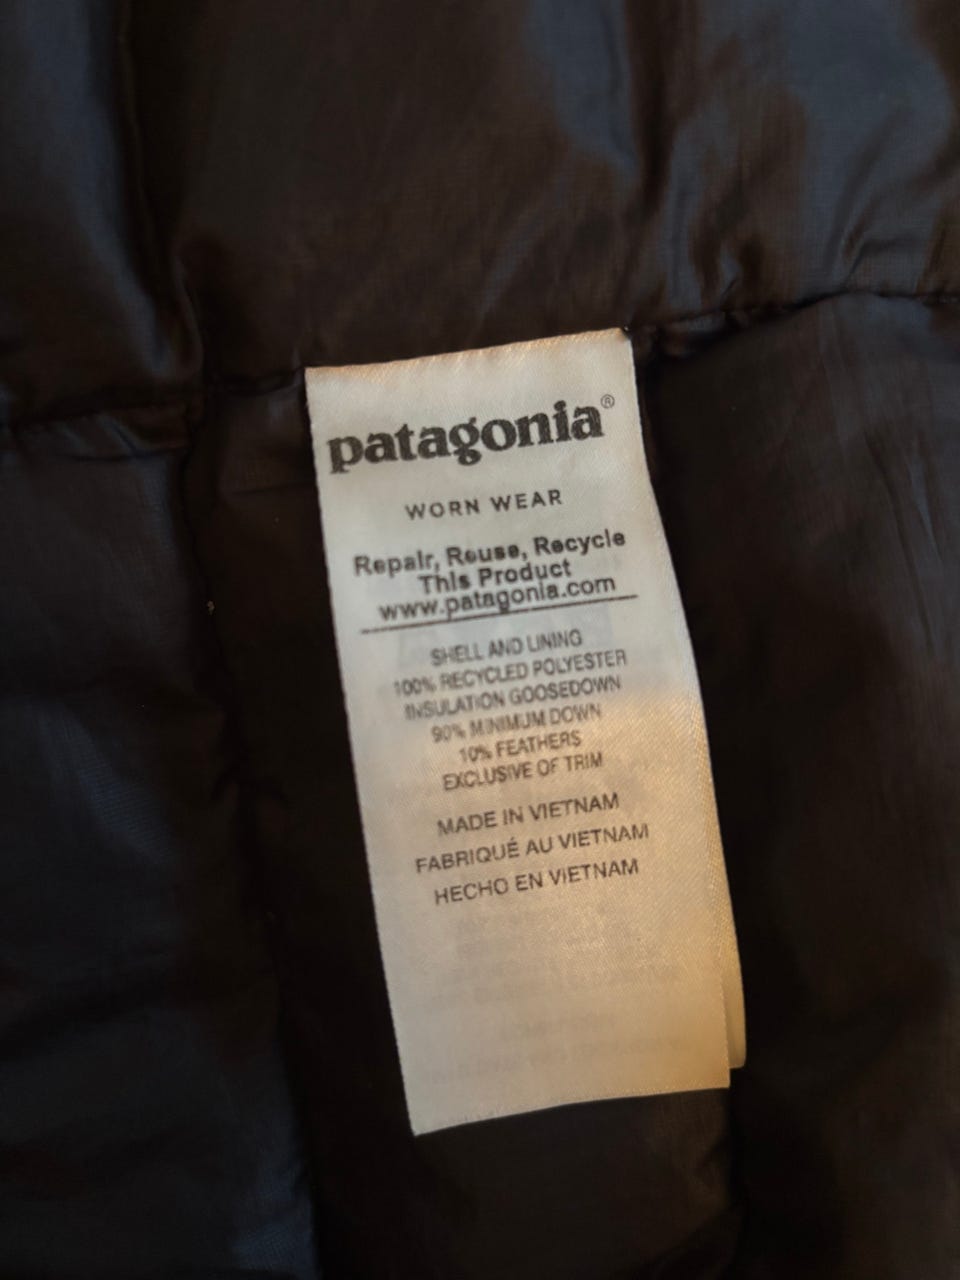 patagonia®
WORN WEAR
Repair, Reuse, Recycle
This Product
www.patagonia.com
SHELL AND LINING
100% RECYCLED POLYESTER
INSULATION GOOSEDOWN
90% MINIMUM DOWN
10% FEATHERS
EXCLUSIVE OF TRIM
MADE IN VIETNAM
FABRIQUÉ AU VIETNAM
HECHO EN VIETNAM